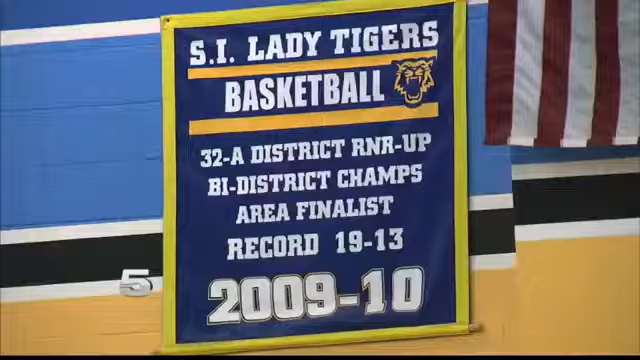 S.I. LADY TIGERS
BASKETBALL
32-A DISTRICT RNR-UP
BI-DISTRICT CHAMPS
AREA FINALIST
RECORD 19-13
2009-10
5